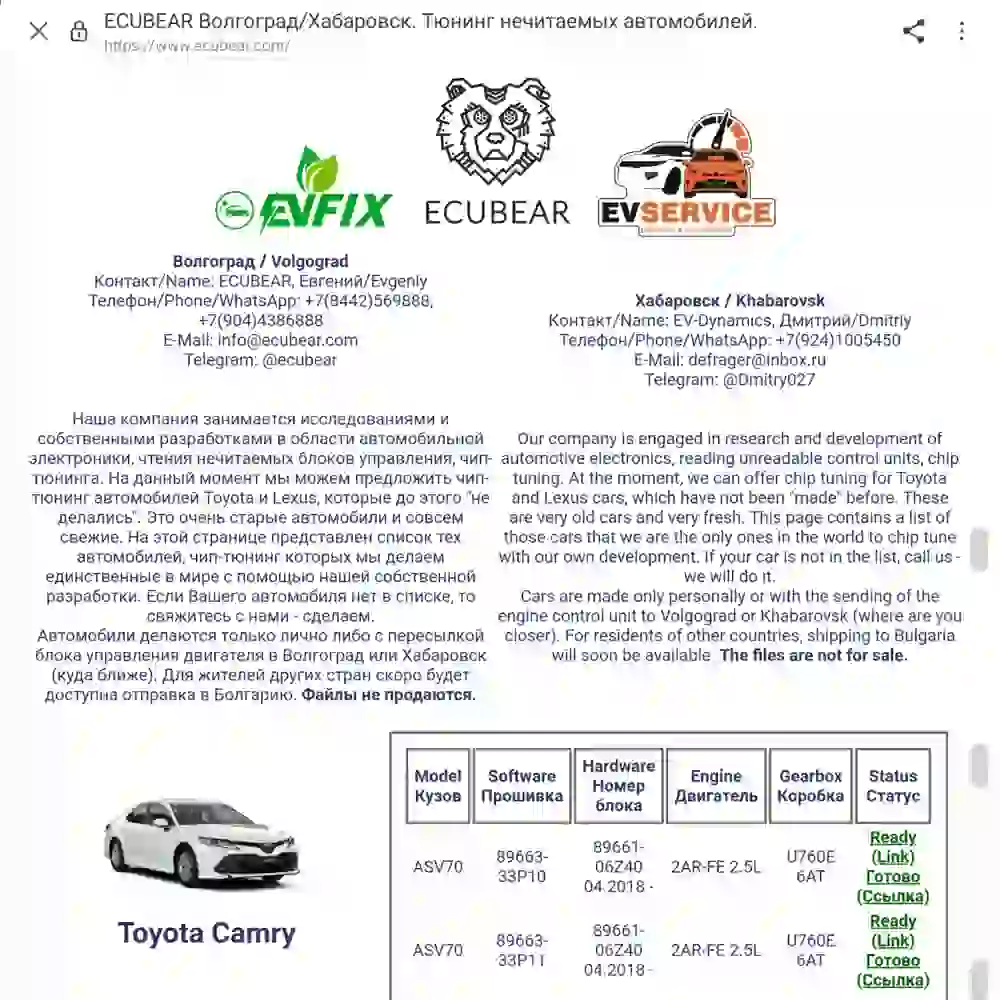 ECUBEAR Волгоград/Хабаровск. Тюнинг нечитаемых автомобилей.
https://www.ecubear.com/
EVFIX
ECUBEAR
EVSERVICE
Волгоград / Volgograd
Контакт/Name: ECUBEAR, Евгений/Evgeniy
Телефон/Phone/WhatsApp: +7(8442)569888,
+7(904)4386888
E-Mail: info@ecubear.com
Telegram: @ecubear
Хабаровск / Khabarovsk
Контакт/Name: EV-Dynamics, Дмитрий/Dmitriy
Телефон/Phone/WhatsApp: +7(924)1005450
E-Mail: defrager@inbox.ru
Telegram: @Dmitry027
Наша компания занимается исследованиями и
собственными разработками в области автомобильной
электроники, чтения нечитаемых блоков управления, чип-
тюнинга. На данный момент мы можем предложить чип-
тюнинг автомобилей Toyota и Lexus, которые до этого "не
делались". Это очень старые автомобили и совсем
свежие. На этой странице представлен список тех
автомобилей, чип-тюнинг которых мы делаем
единственные в мире с помощью нашей собственной
разработки. Если Вашего автомобиля нет в списке, то
свяжитесь с нами - сделаем.
Автомобили делаются только лично либо с пересылкой
блока управления двигателя в Волгоград или Хабаровск
(куда ближе). Для жителей других стран скоро будет
доступна отправка в Болгарию. Файлы не продаются.
Our company is engaged in research and development of
automotive electronics, reading unreadable control units, chip
tuning. At the moment, we can offer chip tuning for Toyota
and Lexus cars, which have not been "made" before. These
are very old cars and very fresh. This page contains a list of
those cars that we are the only ones in the world to chip tune
with our own development. If your car is not in the list, call us -
we will do it.
Cars are made only personally or with the sending of the
engine control unit to Volgograd or Khabarovsk (where are you
closer). For residents of other countries, shipping to Bulgaria
will soon be available The files are not for sale.
Toyota Camry
Model Кузов Software Прошивка Hardware Номер блока Engine Двигатель Gearbox Коробка Status Статус
ASV70 89663-33P10 89661-06Z40 04.2018 - 2AR-FE 2.5L U760E 6AT Ready (Link) Готово (Ссылка)
ASV70 89663-33P11 89661-06Z40 04.2018 - 2AR-FE 2.5L U760E 6AT Ready (Link) Готово (Ссылка)